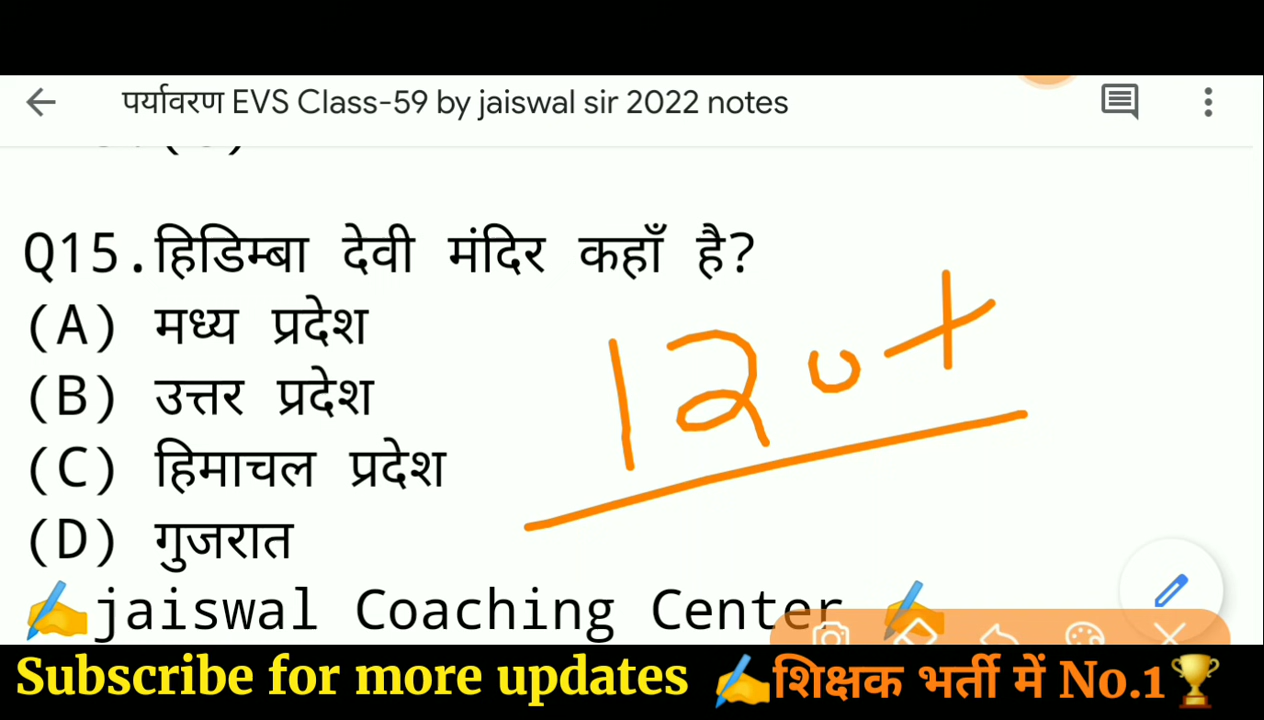 पर्यावरण EVS Class-59 by jaiswal sir 2022 notes
Q15.हिडिम्बा देवी मंदिर कहाँ है?
(A) मध्य प्रदेश
(B) उत्तर प्रदेश
(C) हिमाचल प्रदेश
(D) गुजरात
120+
✍️jaiswal Coaching Center ✍️
Subscribe for more updates ✍️शिक्षक भर्ती में No.1🏆